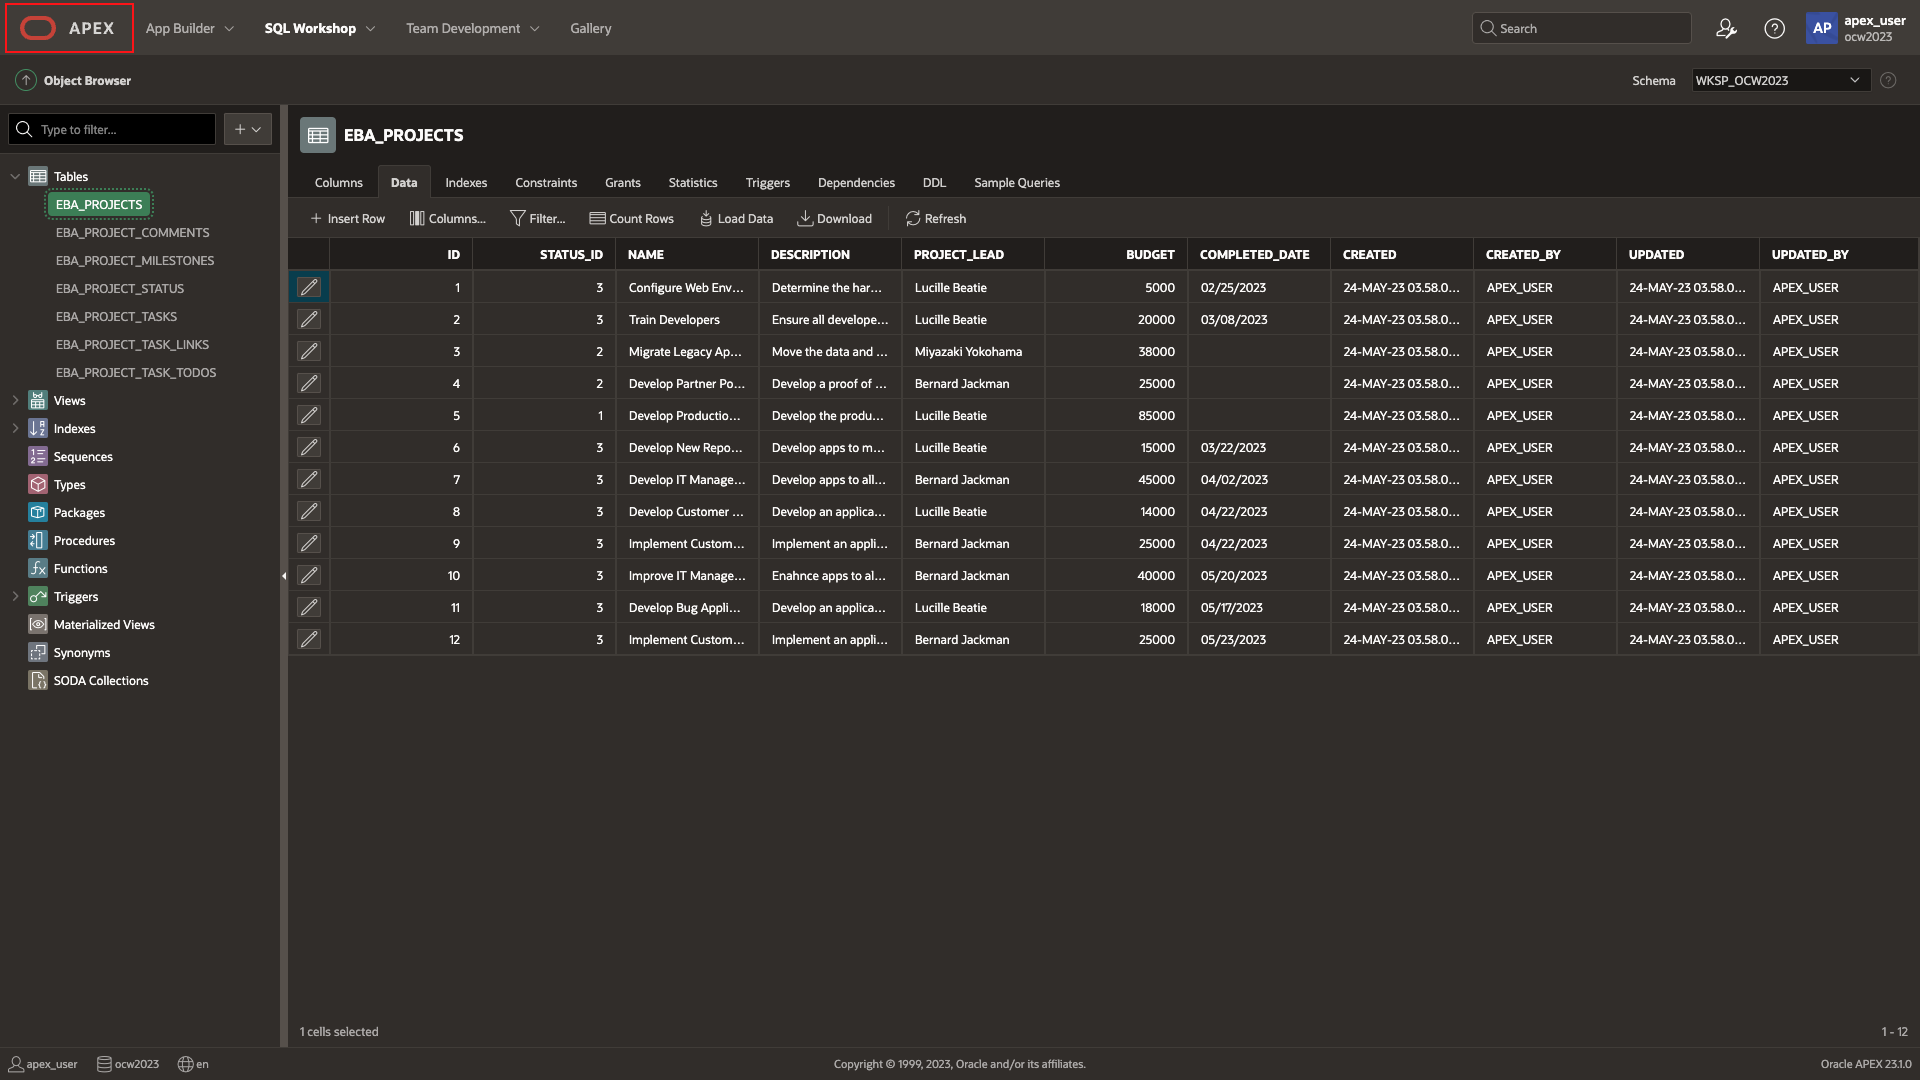 APEX
App Builder
SQL Workshop
Team Development
Gallery
Search
AP
apex_user
ocw2023
Object Browser
Schema
WKSP_OCW2023
Type to filter...
EBA_PROJECTS
Tables
EBA_PROJECTS
EBA_PROJECT_COMMENTS
EBA_PROJECT_MILESTONES
EBA_PROJECT_STATUS
EBA_PROJECT_TASKS
EBA_PROJECT_TASK_LINKS
EBA_PROJECT_TASK_TODOS
Views
Indexes
Sequences
Types
Packages
Procedures
Functions
Triggers
Materialized Views
Synonyms
SODA Collections
Columns Data Indexes Constraints Grants Statistics Triggers Dependencies DDL Sample Queries
Insert Row Columns... Filter... Count Rows Load Data Download Refresh
ID STATUS_ID NAME DESCRIPTION PROJECT_LEAD BUDGET COMPLETED_DATE CREATED CREATED_BY UPDATED UPDATED_BY
1 3 Configure Web Env... Determine the har... Lucille Beatie 5000 02/25/2023 24-MAY-23 03.58.0... APEX_USER 24-MAY-23 03.58.0... APEX_USER
2 3 Train Developers Ensure all develope... Lucille Beatie 20000 03/08/2023 24-MAY-23 03.58.0... APEX_USER 24-MAY-23 03.58.0... APEX_USER
3 2 Migrate Legacy Ap... Move the data and ... Miyazaki Yokohama 38000 24-MAY-23 03.58.0... APEX_USER 24-MAY-23 03.58.0... APEX_USER
4 2 Develop Partner Po... Develop a proof of ... Bernard Jackman 25000 24-MAY-23 03.58.0... APEX_USER 24-MAY-23 03.58.0... APEX_USER
5 1 Develop Productio... Develop the produ... Lucille Beatie 85000 24-MAY-23 03.58.0... APEX_USER 24-MAY-23 03.58.0... APEX_USER
6 3 Develop New Repo... Develop apps to m... Lucille Beatie 15000 03/22/2023 24-MAY-23 03.58.0... APEX_USER 24-MAY-23 03.58.0... APEX_USER
7 3 Develop IT Manage... Develop apps to all... Bernard Jackman 45000 04/02/2023 24-MAY-23 03.58.0... APEX_USER 24-MAY-23 03.58.0... APEX_USER
8 3 Develop Customer ... Develop an applica... Lucille Beatie 14000 04/22/2023 24-MAY-23 03.58.0... APEX_USER 24-MAY-23 03.58.0... APEX_USER
9 3 Implement Custom... Implement an appli... Bernard Jackman 25000 04/22/2023 24-MAY-23 03.58.0... APEX_USER 24-MAY-23 03.58.0... APEX_USER
10 3 Improve IT Manage... Enahnce apps to al... Bernard Jackman 40000 05/20/2023 24-MAY-23 03.58.0... APEX_USER 24-MAY-23 03.58.0... APEX_USER
11 3 Develop Bug Appli... Develop an applica... Lucille Beatie 18000 05/17/2023 24-MAY-23 03.58.0... APEX_USER 24-MAY-23 03.58.0... APEX_USER
12 3 Implement Custom... Implement an appli... Bernard Jackman 25000 05/23/2023 24-MAY-23 03.58.0... APEX_USER 24-MAY-23 03.58.0... APEX_USER
1 cells selected
1 - 12
apex_user ocw2023 en
Copyright © 1999, 2023, Oracle and/or its affiliates.
Oracle APEX 23.1.0